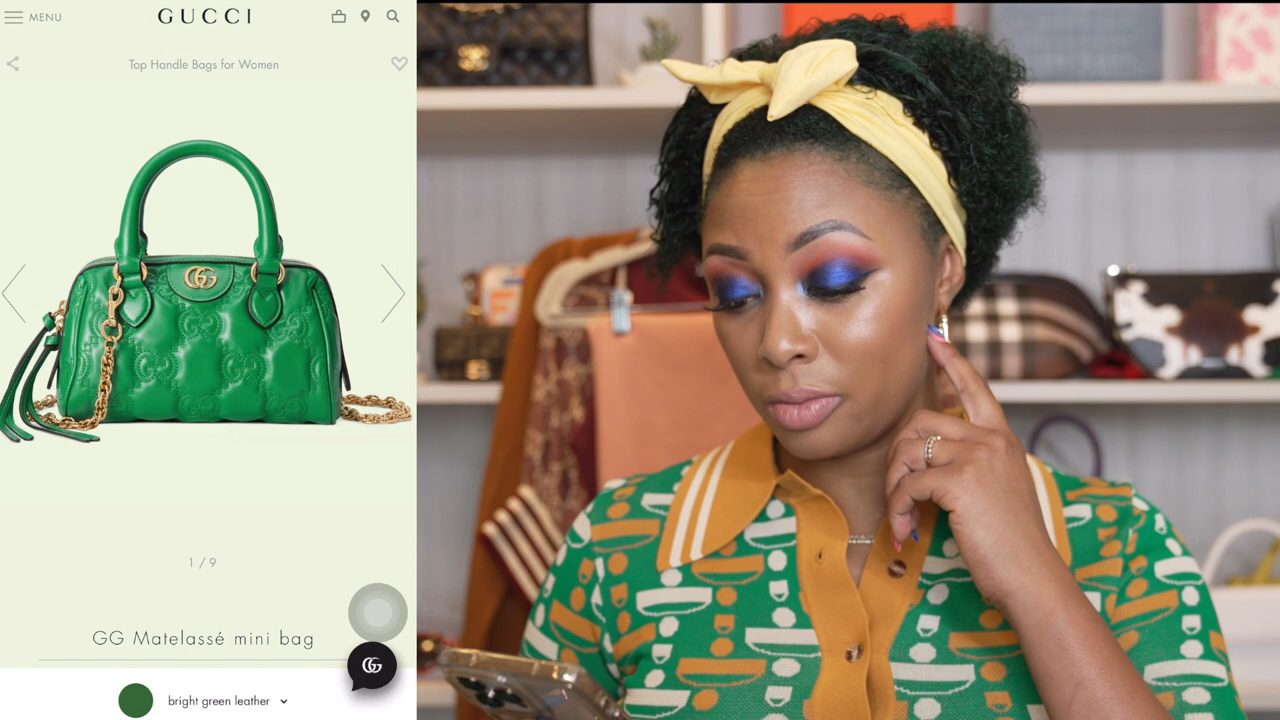 MENU
GUCCI
Top Handle Bags for Women
1 / 9
GG Matelassé mini bag
bright green leather